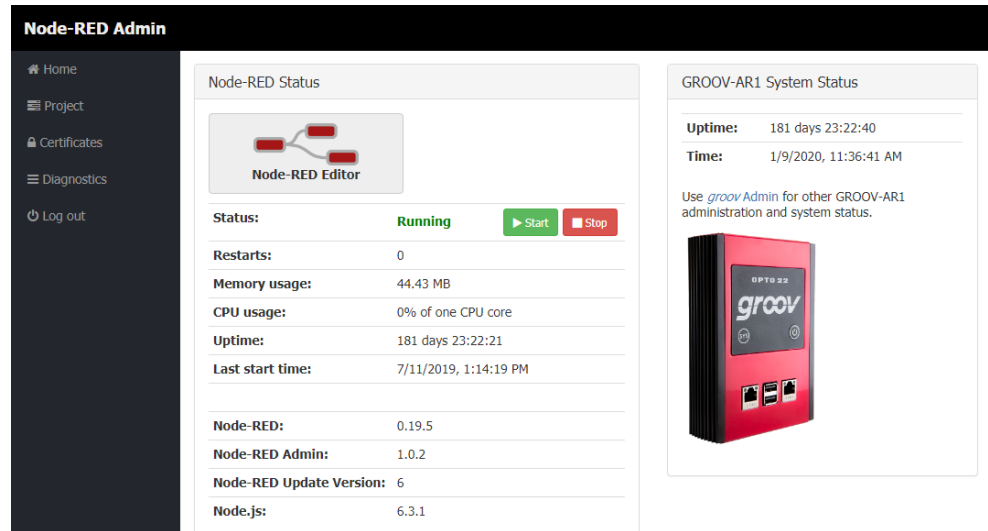 Node-RED Admin
Home
Project
Certificates
Diagnostics
Log out
Node-RED Status
Node-RED Editor
Status: Running Start Stop
Restarts: 0
Memory usage: 44.43 MB
CPU usage: 0% of one CPU core
Uptime: 181 days 23:22:21
Last start time: 7/11/2019, 1:14:19 PM
Node-RED: 0.19.5
Node-RED Admin: 1.0.2
Node-RED Update Version: 6
Node.js: 6.3.1
GROOV-AR1 System Status
Uptime: 181 days 23:22:40
Time: 1/9/2020, 11:36:41 AM
Use groov Admin for other GROOV-AR1
administration and system status.
OPTO 22
groov
SYS